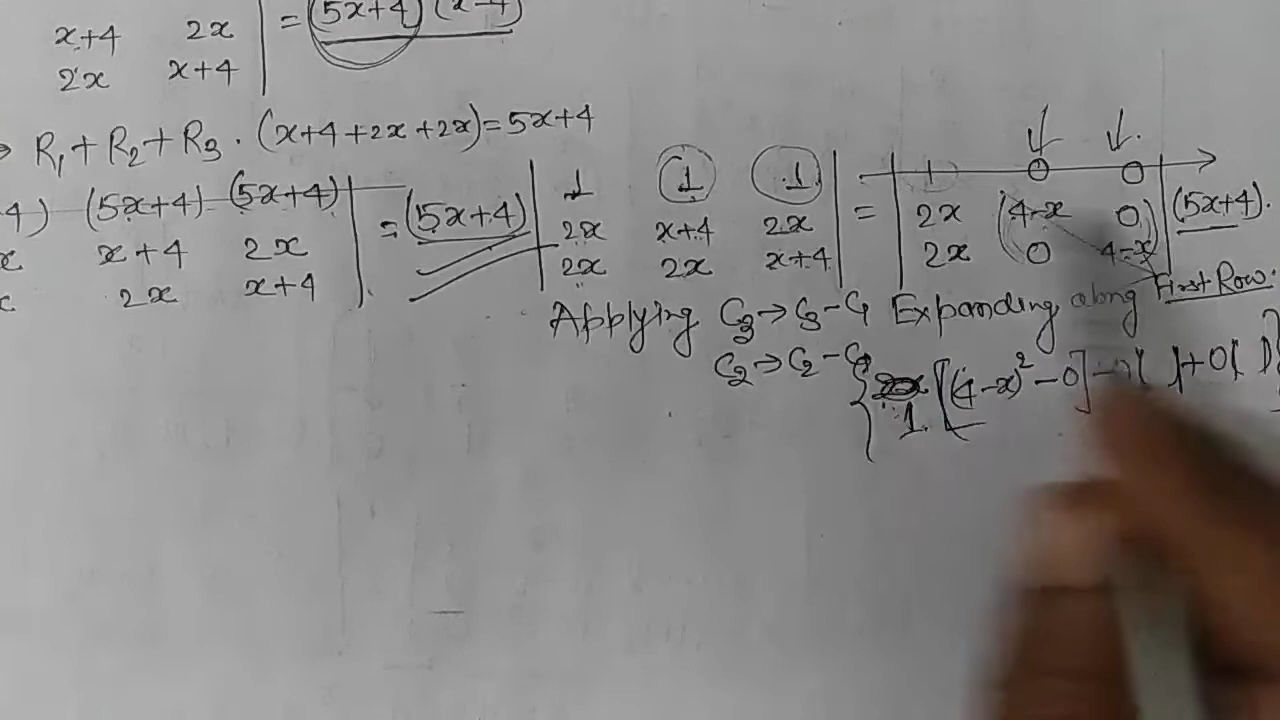 x+4 2x = (5x+4) (x-4)
2x x+4
R1 + R2 + R3 . (x+4+2x+2x) = 5x+4
4) (5x+4) (5x+4) = (5x+4) 1 1 1 = 1 0 0 (5x+4).
x x+4 2x 2x x+4 2x 2x 4-x 0
x 2x x+4 2x 2x x+4 2x 0 4-x
Applying C3→C3-C1 Expanding along First Row:
C2→C2-C1
{ 1. [(4-x)²-0] -0( )+0( )}